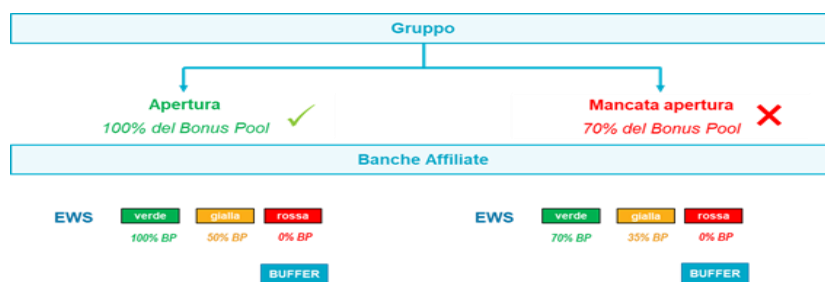 Gruppo
Apertura
100% del Bonus Pool
Mancata apertura
70% del Bonus Pool
Banche Affiliate
EWS verde gialla rossa
100% BP 50% BP 0% BP
BUFFER
EWS verde gialla rossa
70% BP 35% BP 0% BP
BUFFER